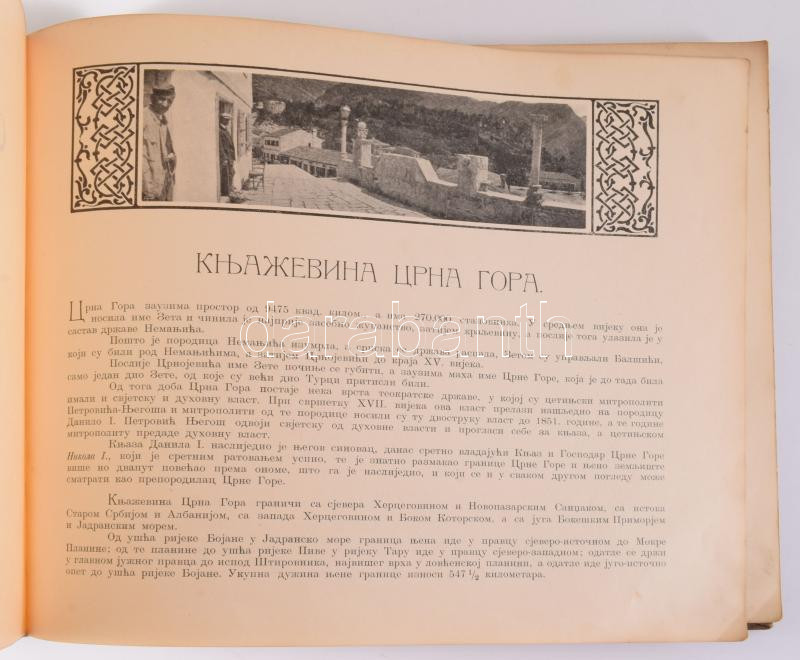 КЊАЖЕВИНА ЦРНА ГОРА.
Црна Гора заузима простор од 9475 квад. килом., а има 270.000 становника. У средњем вијеку она је
носила име Зета и чинила је најприје засебно кућанство, затијем краљевину, а послије тога улазила је у
састав државе Немањића.
Пошто је породица Немањића изумрла, а српска се држава распала, Зетом су управљали Балшићи,
који су били род Немањићима, а затијем Црнојевићи до краја XV. вијека.
Послије Црнојевића име Зете почиње се губити, а заузима маха име Црне Горе, која је до тада била
само један дио Зете, од које су већи дио Турци притисли били.
Од тога доба Црна Гора постаје нека врста теократске државе, у којој су цетињски митрополити
имали и свјетску и духовну власт. При свршетку XVII. вијека ова власт прелази нашљедно на породицу
Петровића-Његоша и митрополити од те породице носили су ту двоструку власт до 1851. године, а те године
Данило I. Петровић Његош одвоји свјетску од духовне власти и прогласи себе за књаза, а цетињском
митрополиту предаде духовну власт.
Књаза Данила I. наслиједио је његов синовац, данас сретно владајући Књаз и Господар Црне Горе
Никола I., који је сретним ратовањем успио, те је знатно размакао границе Црне Горе и њено земљиште
више но двапут повећао према ономе, што га је наслиједио, и који се и у сваком другом погледу може
сматрати као препородилац Црне Горе.
Књажевина Црна Гора граничи са сјевера Херцеговином и Новопазарским Санџаком, са истока
Старом Србијом и Албанијом, са запада Херцеговином и Боком Которском, а са југа Бокешким Приморјем
и Јадранским морем.
Од ушћа ријеке Бојане у Јадранско море граница њена иде у правцу сјеверо-источном до Мокре
Планине; од те планине до ушћа ријеке Пиве у ријеку Тару иде у правцу сјеверо-западном; одатле се држи
у главном јужног правца до испод Штировника, највишег врха у ловћенској планини, а одатле иде југо-источно
опет до ушћа ријеке Бојане. Укупна дужина њене границе износи 547 ½ километара.
darabanth